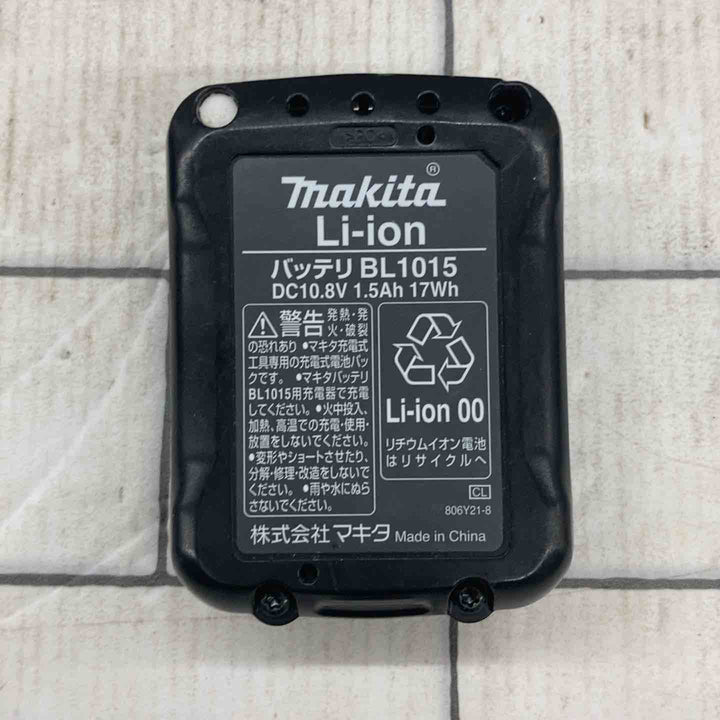 >PC<
makita®
Li-ion
バッテリ BL1015
DC10.8V 1.5Ah 17Wh
⚠警告 発熱・発
火・破裂
の恐れあり ●マキタ充電式
工具専用の充電式電池パッ
クです。 ●マキタバッテリ
BL1015用充電器で充電
してください。●火中投入、
加熱、高温での充電・使用・
放置をしないでください。
●変形やショートさせたり、
分解・修理・改造をしないで
ください。●雨や水にぬら
さないでください。
Li-ion 00
リチウムイオン電池
はリサイクルへ
CL
806Y21-8
株式会社 マキタ Made in China